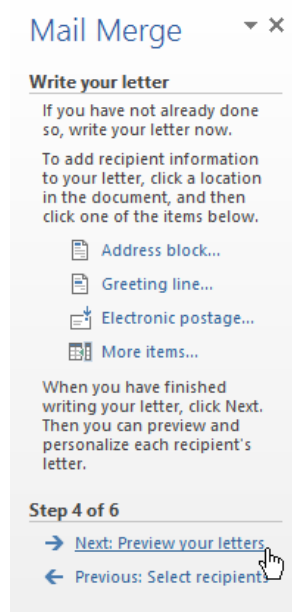 Mail Merge
Write your letter
If you have not already done
so, write your letter now.
To add recipient information
to your letter, click a location
in the document, and then
click one of the items below.
Address block...
Greeting line...
Electronic postage...
More items...
When you have finished
writing your letter, click Next.
Then you can preview and
personalize each recipient's
letter.
Step 4 of 6
Next: Preview your letters
Previous: Select recipients